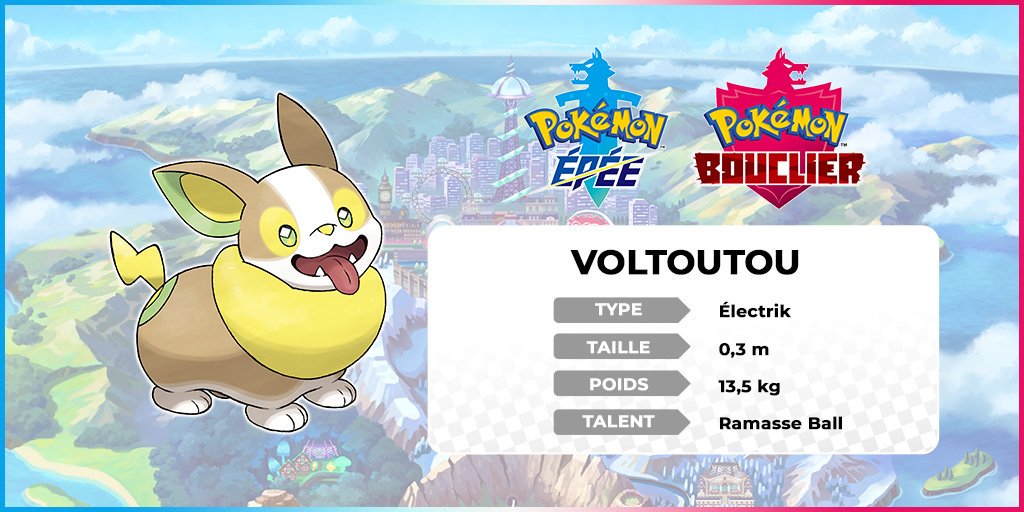 POKÉMON
ÉPÉE
POKÉMON
BOUCLIER
VOLTOUTOU
TYPE Électrik
TAILLE 0,3 m
POIDS 13,5 kg
TALENT Ramasse Ball